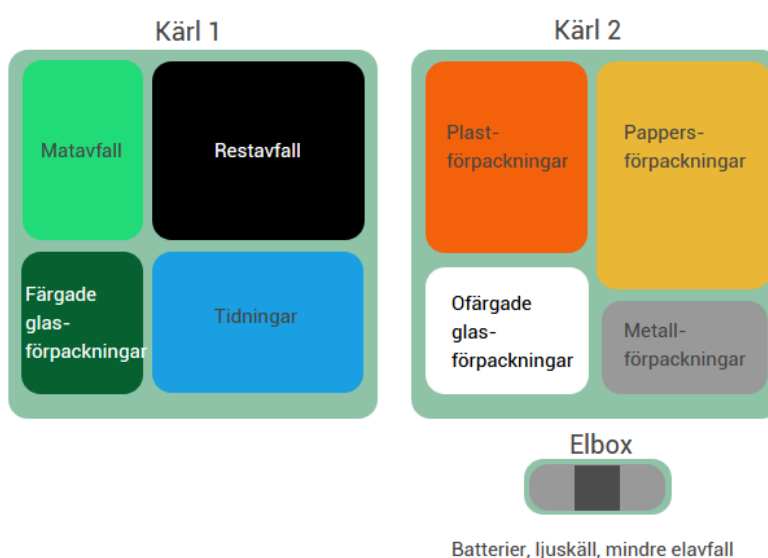 Kärl 1
Matavfall
Restavfall
Färgade
glas-
förpackningar
Tidningar
Kärl 2
Plast-
förpackningar
Pappers-
förpackningar
Ofärgade
glas-
förpackningar
Metall-
förpackningar
Elbox
Batterier, ljuskäll, mindre elavfall